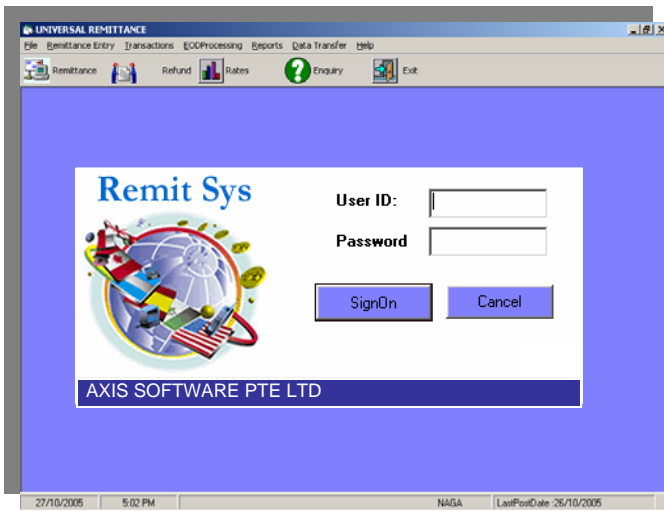 UNIVERSAL REMITTANCE
File Remittance Entry Transactions EODProcessing Reports Data Transfer Help
Remittance Refund Rates Enquiry Exit
Remit Sys
User ID:
Password
SignOn Cancel
AXIS SOFTWARE PTE LTD
27/10/2005 5:02 PM NAGA LastPostDate :26/10/2005